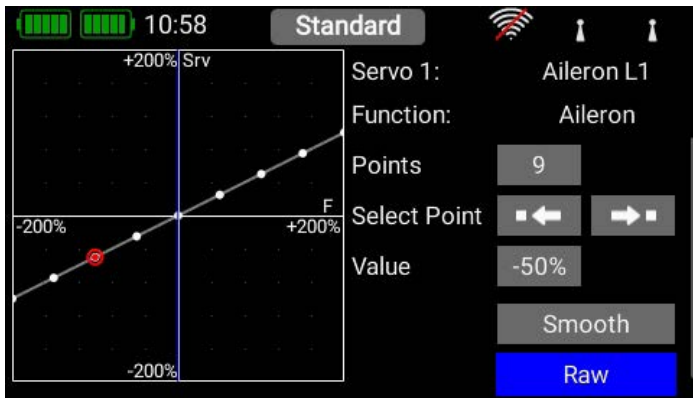 10:58 Standard
+200% Srv
F
-200% +200%
-200%
Servo 1: Aileron L1
Function: Aileron
Points 9
Select Point
Value -50%
Smooth
Raw